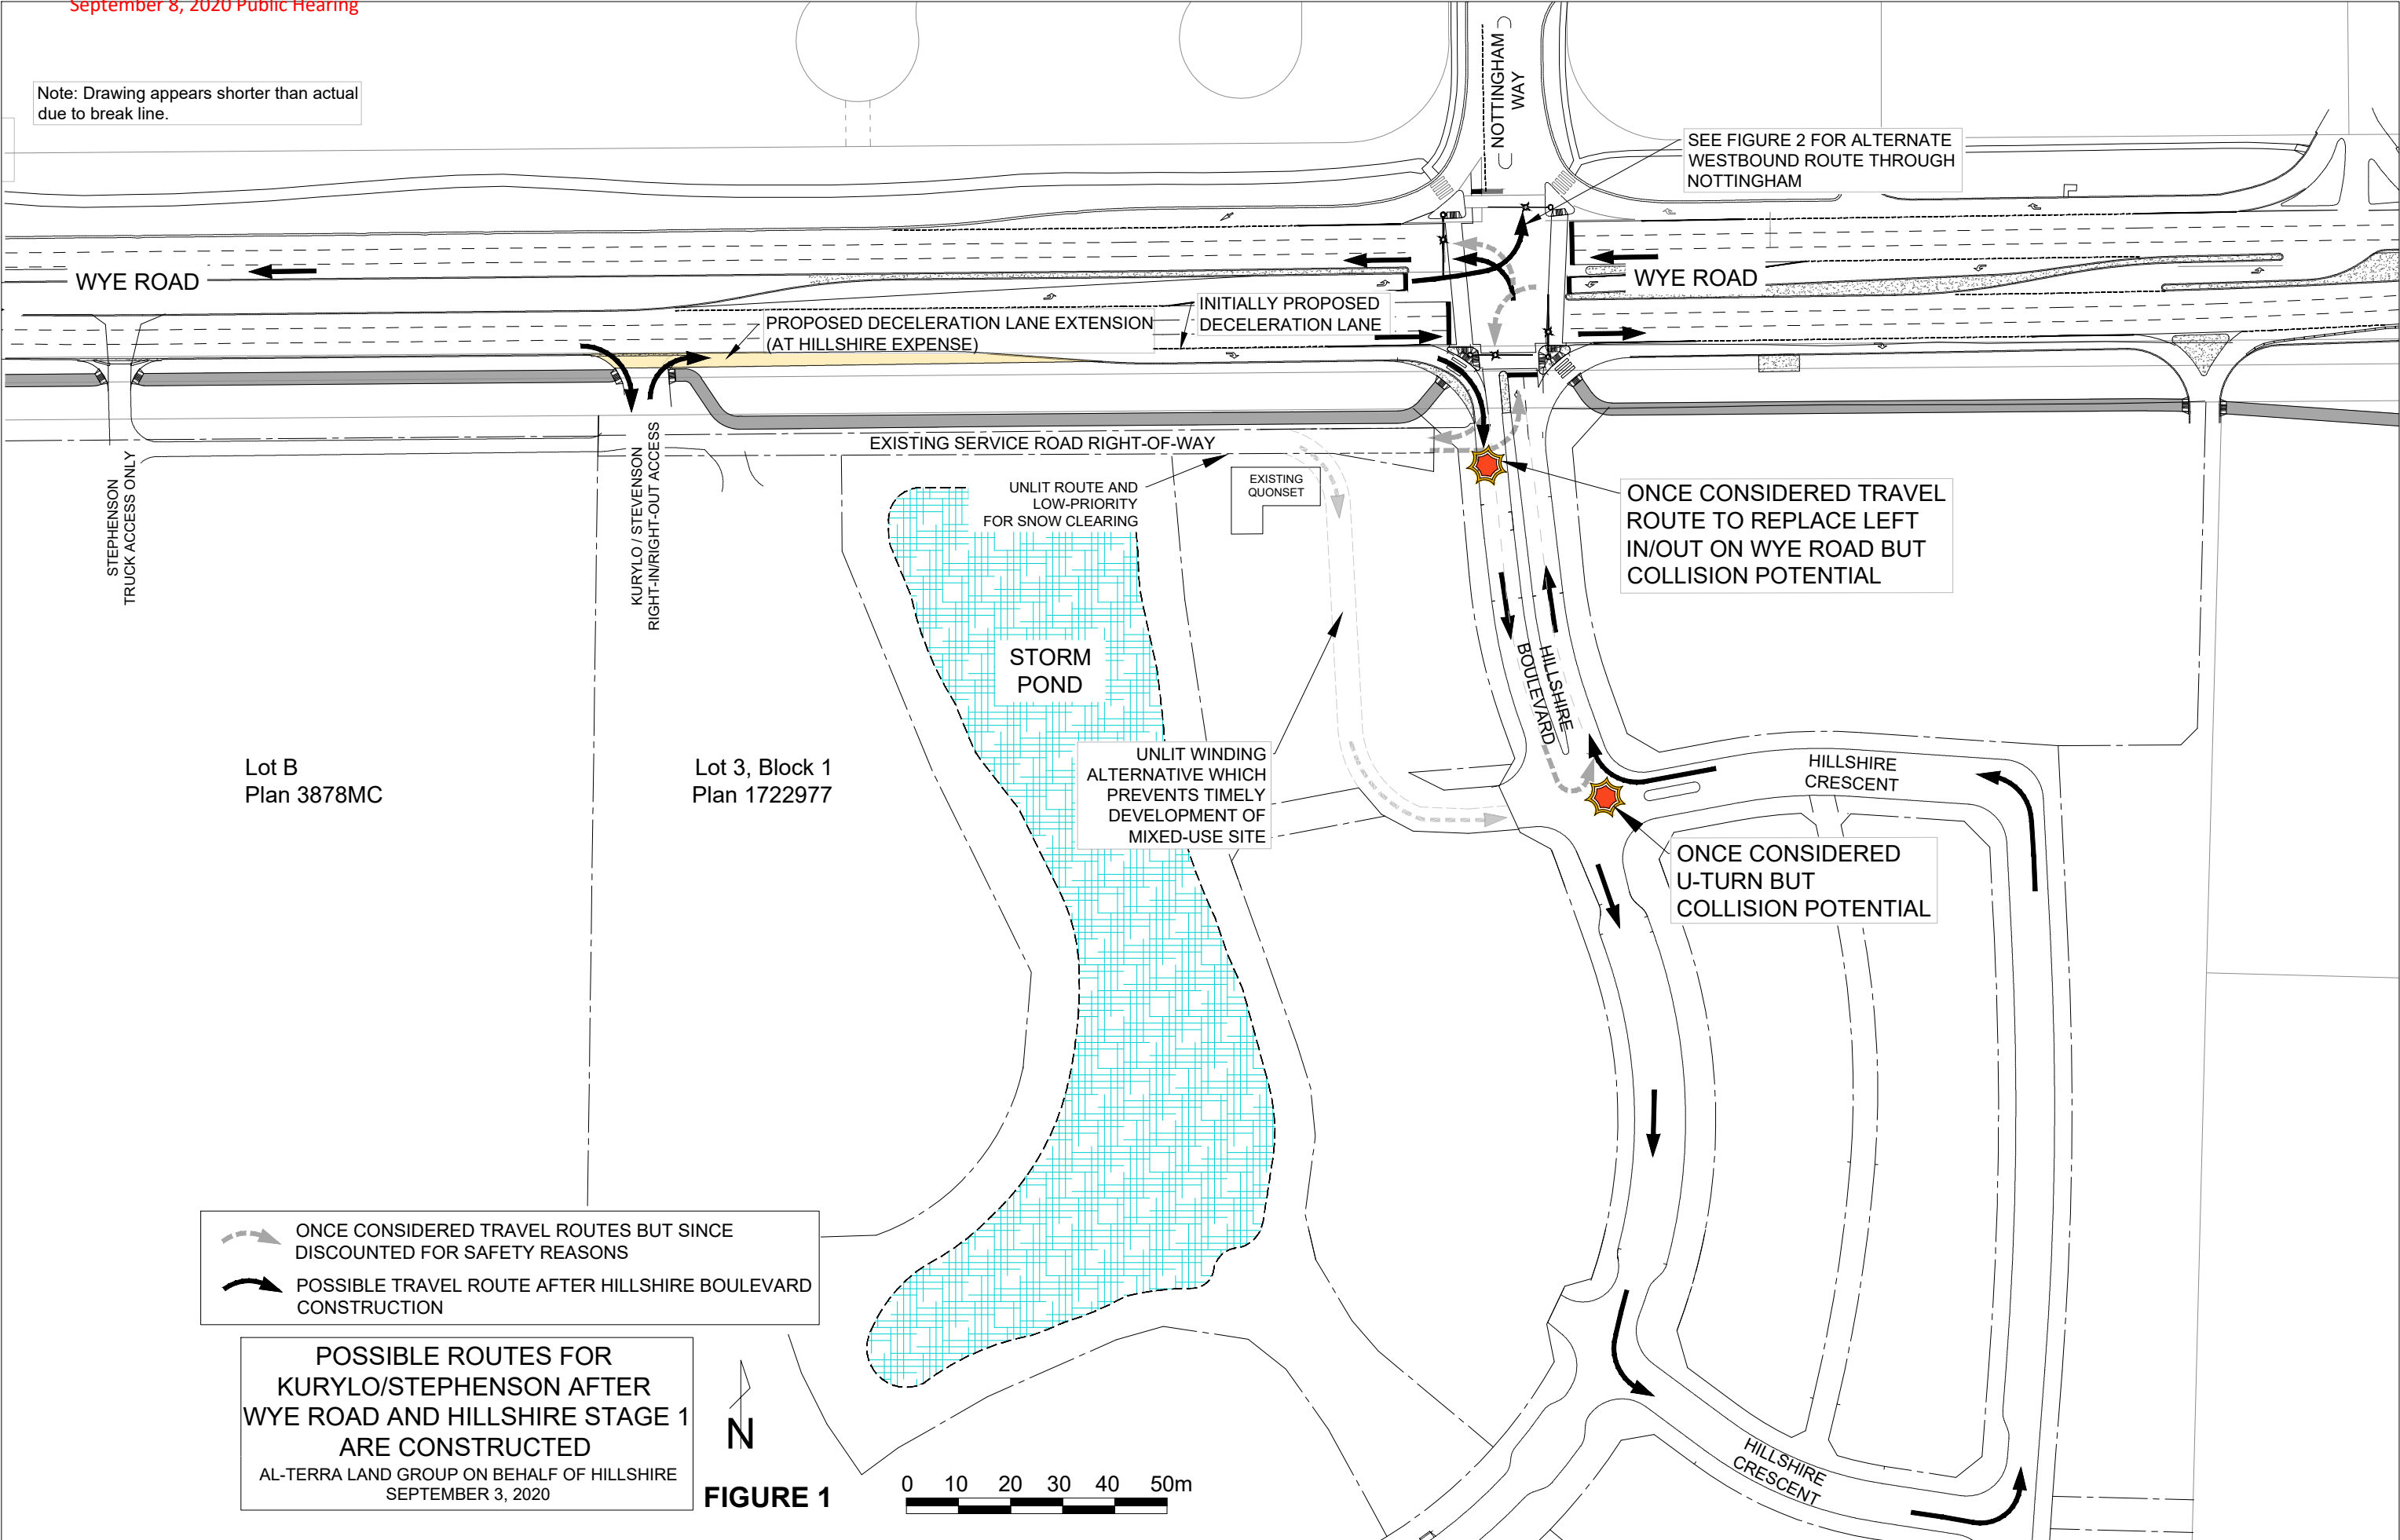 September 8, 2020 Public Hearing
Note: Drawing appears shorter than actual
due to break line.
NOTTINGHAM
WAY
SEE FIGURE 2 FOR ALTERNATE
WESTBOUND ROUTE THROUGH
NOTTINGHAM
WYE ROAD
WYE ROAD
PROPOSED DECELERATION LANE EXTENSION
(AT HILLSHIRE EXPENSE)
INITIALLY PROPOSED
DECELERATION LANE
EXISTING SERVICE ROAD RIGHT-OF-WAY
STEPHENSON
TRUCK ACCESS ONLY
KURYLO / STEVENSON
RIGHT-IN/RIGHT-OUT ACCESS
UNLIT ROUTE AND
LOW-PRIORITY
FOR SNOW CLEARING
EXISTING
QUONSET
ONCE CONSIDERED TRAVEL
ROUTE TO REPLACE LEFT
IN/OUT ON WYE ROAD BUT
COLLISION POTENTIAL
STORM
POND
HILLSHIRE
BOULEVARD
Lot B
Plan 3878MC
Lot 3, Block 1
Plan 1722977
UNLIT WINDING
ALTERNATIVE WHICH
PREVENTS TIMELY
DEVELOPMENT OF
MIXED-USE SITE
HILLSHIRE
CRESCENT
ONCE CONSIDERED
U-TURN BUT
COLLISION POTENTIAL
ONCE CONSIDERED TRAVEL ROUTES BUT SINCE
DISCOUNTED FOR SAFETY REASONS
POSSIBLE TRAVEL ROUTE AFTER HILLSHIRE BOULEVARD
CONSTRUCTION
POSSIBLE ROUTES FOR
KURYLO/STEPHENSON AFTER
WYE ROAD AND HILLSHIRE STAGE 1
ARE CONSTRUCTED
AL-TERRA LAND GROUP ON BEHALF OF HILLSHIRE
SEPTEMBER 3, 2020
N
FIGURE 1
0 10 20 30 40 50m
HILLSHIRE
CRESCENT